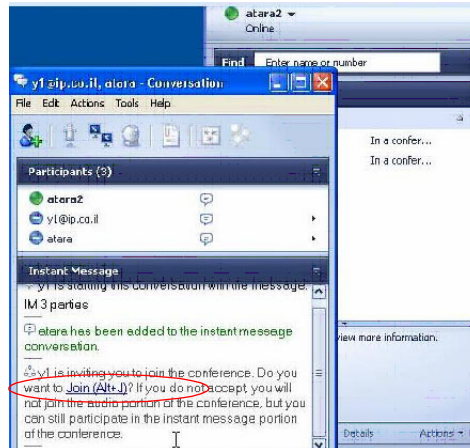 atara2
Online
Find Enter name or number
y1@ip.co.il, atara - Conversation
File Edit Actions Tools Help
In a confer...
In a confer...
Participants (3)
atara2
y1@ip.co.il
atara
Instant Message
y1 is starting this conversation with the message:
IM 3 parties
atara has been added to the instant message
conversation.
y1 is inviting you to join the conference. Do you
want to Join (Alt+J)? If you do not accept, you will
not join the audio portion of the conference, but you
can still participate in the instant message portion
of the conference.
view more information.
Details Actions